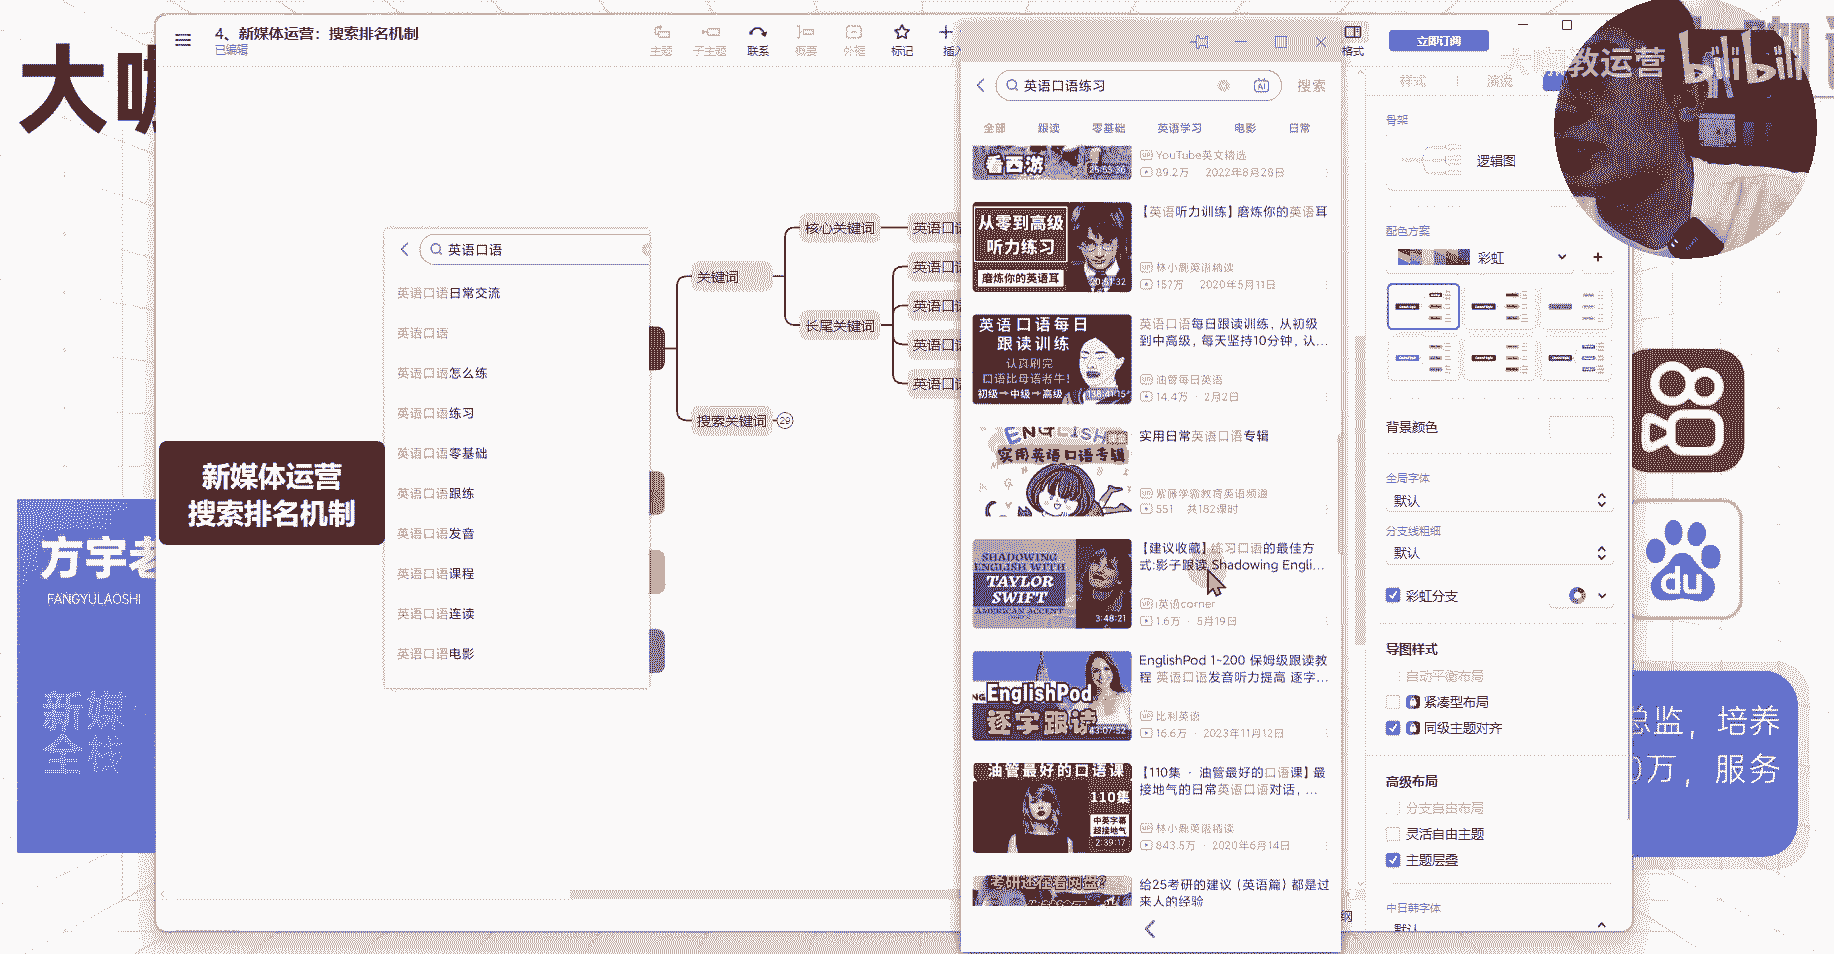 4、新媒体运营：搜索排名机制
已编辑
主题
子主题
联系
概要
外框
标记
插入
格式
立即订阅
大咖教运营
bilibili
样式
演说
骨架
逻辑图
配色方案
彩虹
背景颜色
全局字体
默认
分支线粗细
默认
彩虹分支
导图样式
自动平衡布局
紧凑型布局
同级主题对齐
高级布局
分支自由布局
灵活自由主题
主题层叠
中日韩字体
默认
新媒体运营
搜索排名机制
英语口语
英语口语日常交流
英语口语
英语口语怎么练
英语口语练习
英语口语零基础
英语口语跟练
英语口语发音
英语口语课程
英语口语连读
英语口语电影
关键词
核心关键词
长尾关键词
搜索关键词
29
英语口语
英语口语
英语口语
英语口语
英语口语
英语口语练习
搜索
全部
跟读
零基础
英语学习
电影
日常
看西游
YouTube英文精选
89.2万
2022年8月28日
从零到高级
听力练习
磨炼你的英语耳
【英语听力训练】磨炼你的英语耳
林小鹿英语精读
157万 · 2020年5月11日
英语口语每日
跟读训练
认真刷完
口语比母语者牛!
初级→中级→高级
英语口语每日跟读训练，从初级
到中高级，每天坚持10分钟，认…
油管每日英语
14.4万 · 2月2日
ENGLISH
实用英语口语专辑
实用日常英语口语专辑
紫藤学霸教育英语频道
551 共182课时
SHADOWING
ENGLISH WITH
TAYLOR
SWIFT
AMERICAN ACCENT
3:48:21
【建议收藏】练习口语的最佳方
式:影子跟读 Shadowing Engli...
i英语corner
1.6万 · 5月19日
EnglishPod
逐字跟读
43:07:52
EnglishPod 1-200 保姆级跟读教
程 英语口语发音听力提高 逐字...
比利英语
16.6万 · 2023年11月12日
油管最好的口语课
110集
中英字幕
超接地气
2:39:17
【110集 · 油管最好的口语课】最
接地气的日常英语口语对话，...
林小鹿英语精读
843.5万 · 2020年6月14日
考研还在看网盘?
给25考研的建议（英语篇）都是过
来人的经验
大咖
方宇老
FANGYULAOSHI
新媒
全栈
du
总监，培养
0万，服务